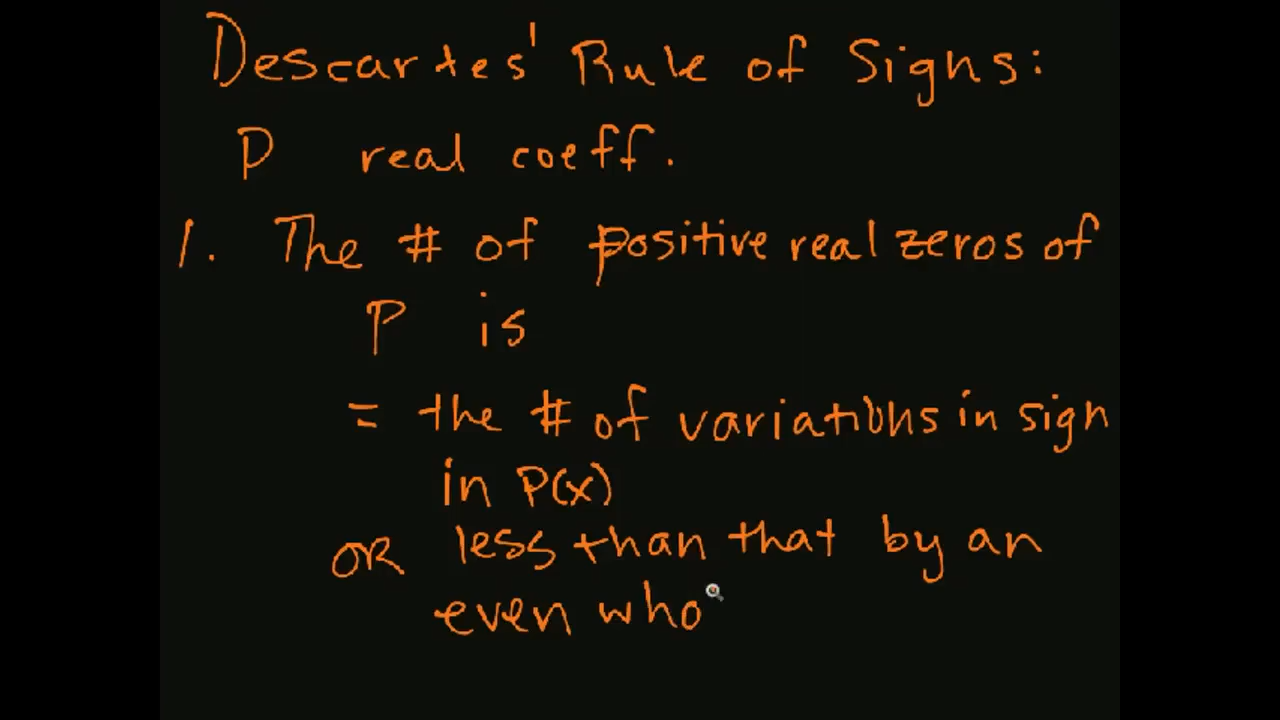 Descartes' Rule of Signs:
P real coeff.
1. The # of positive real zeros of
P is
= the # of variations in sign
in P(x)
OR less than that by an
even who